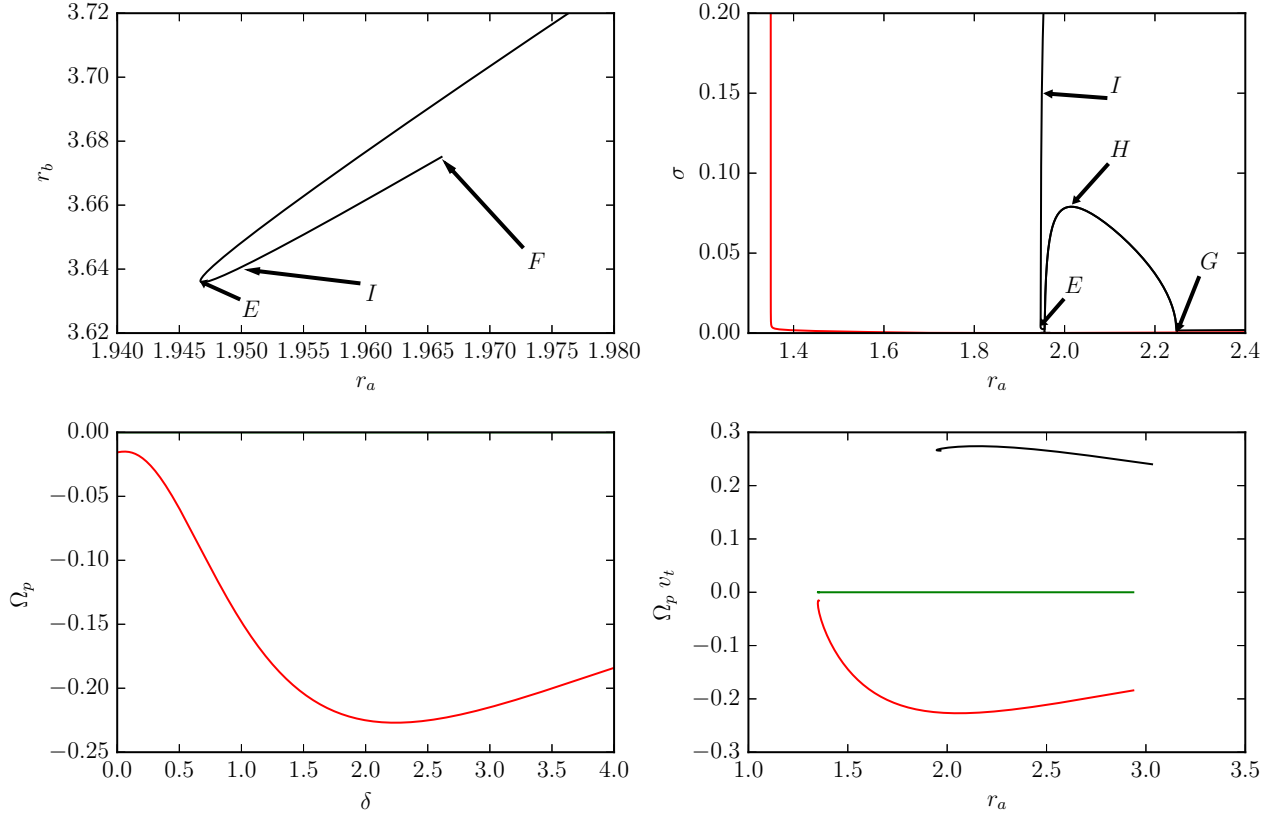 3.72
3.70
3.68
3.66
3.64
3.62
r_b
E
I
F
1.940 1.945 1.950 1.955 1.960 1.965 1.970 1.975 1.980
r_a
0.20
0.15
0.10
0.05
0.00
σ
I
H
E
G
1.4 1.6 1.8 2.0 2.2 2.4
r_a
0.00
−0.05
−0.10
−0.15
−0.20
−0.25
Ω_p
0.0 0.5 1.0 1.5 2.0 2.5 3.0 3.5 4.0
δ
0.3
0.2
0.1
0.0
−0.1
−0.2
−0.3
Ω_p v_t
1.0 1.5 2.0 2.5 3.0 3.5
r_a